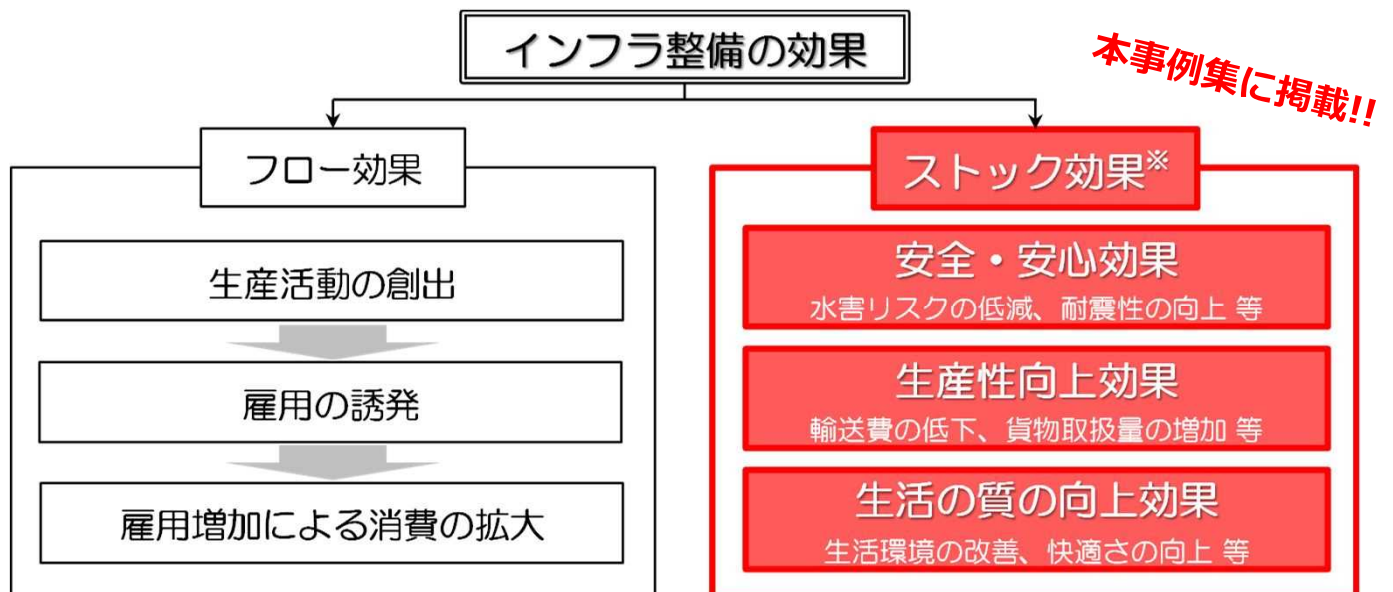 インフラ整備の効果
本事例集に掲載!!
フロー効果
生産活動の創出
雇用の誘発
雇用増加による消費の拡大
ストック効果※
安全・安心効果
水害リスクの低減、耐震性の向上 等
生産性向上効果
輸送費の低下、貨物取扱量の増加 等
生活の質の向上効果
生活環境の改善、快適さの向上 等